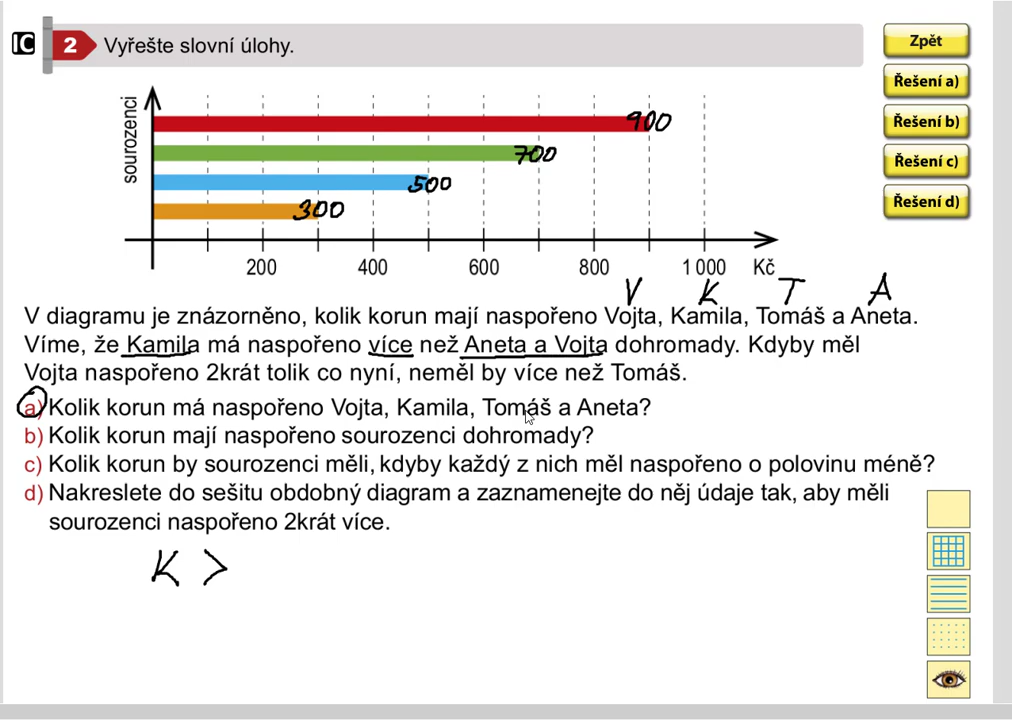 IC 2 Vyřešte slovní úlohy.
Zpět
Řešení a)
Řešení b)
Řešení c)
Řešení d)
sourozenci
900
700
500
300
200 400 600 800 1 000 Kč
V K T A
V diagramu je znázorněno, kolik korun mají naspořeno Vojta, Kamila, Tomáš a Aneta.
Víme, že Kamila má naspořeno více než Aneta a Vojta dohromady. Kdyby měl
Vojta naspořeno 2krát tolik co nyní, neměl by více než Tomáš.
a) Kolik korun má naspořeno Vojta, Kamila, Tomáš a Aneta?
b) Kolik korun mají naspořeno sourozenci dohromady?
c) Kolik korun by sourozenci měli, kdyby každý z nich měl naspořeno o polovinu méně?
d) Nakreslete do sešitu obdobný diagram a zaznamenejte do něj údaje tak, aby měli
sourozenci naspořeno 2krát více.
K >